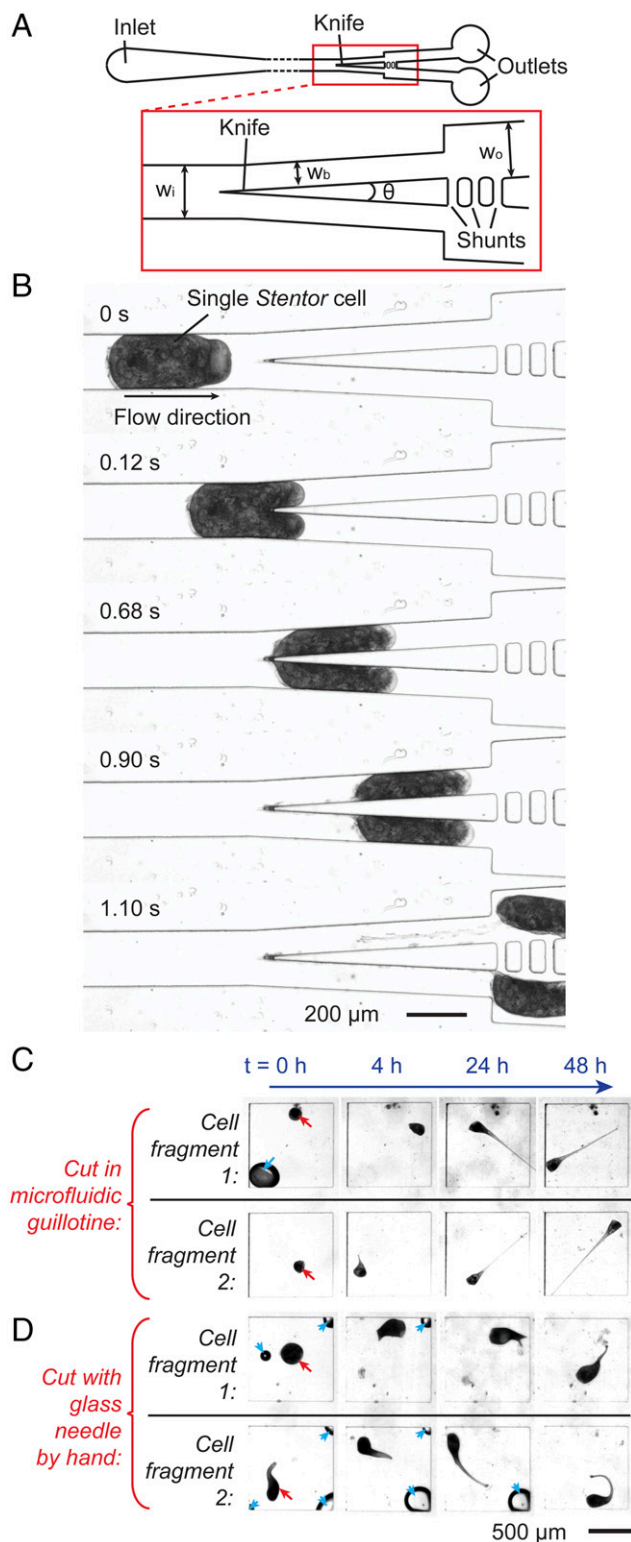 A
Inlet
Knife
Outlets
Knife
wi
wb
θ
wo
Shunts
B
Single Stentor cell
0 s
Flow direction
0.12 s
0.68 s
0.90 s
1.10 s
200 µm
C
t = 0 h 4 h 24 h 48 h
Cut in
microfluidic
guillotine:
Cell
fragment
1:
Cell
fragment
2:
D
Cut with
glass
needle
by hand:
Cell
fragment
1:
Cell
fragment
2:
500 µm